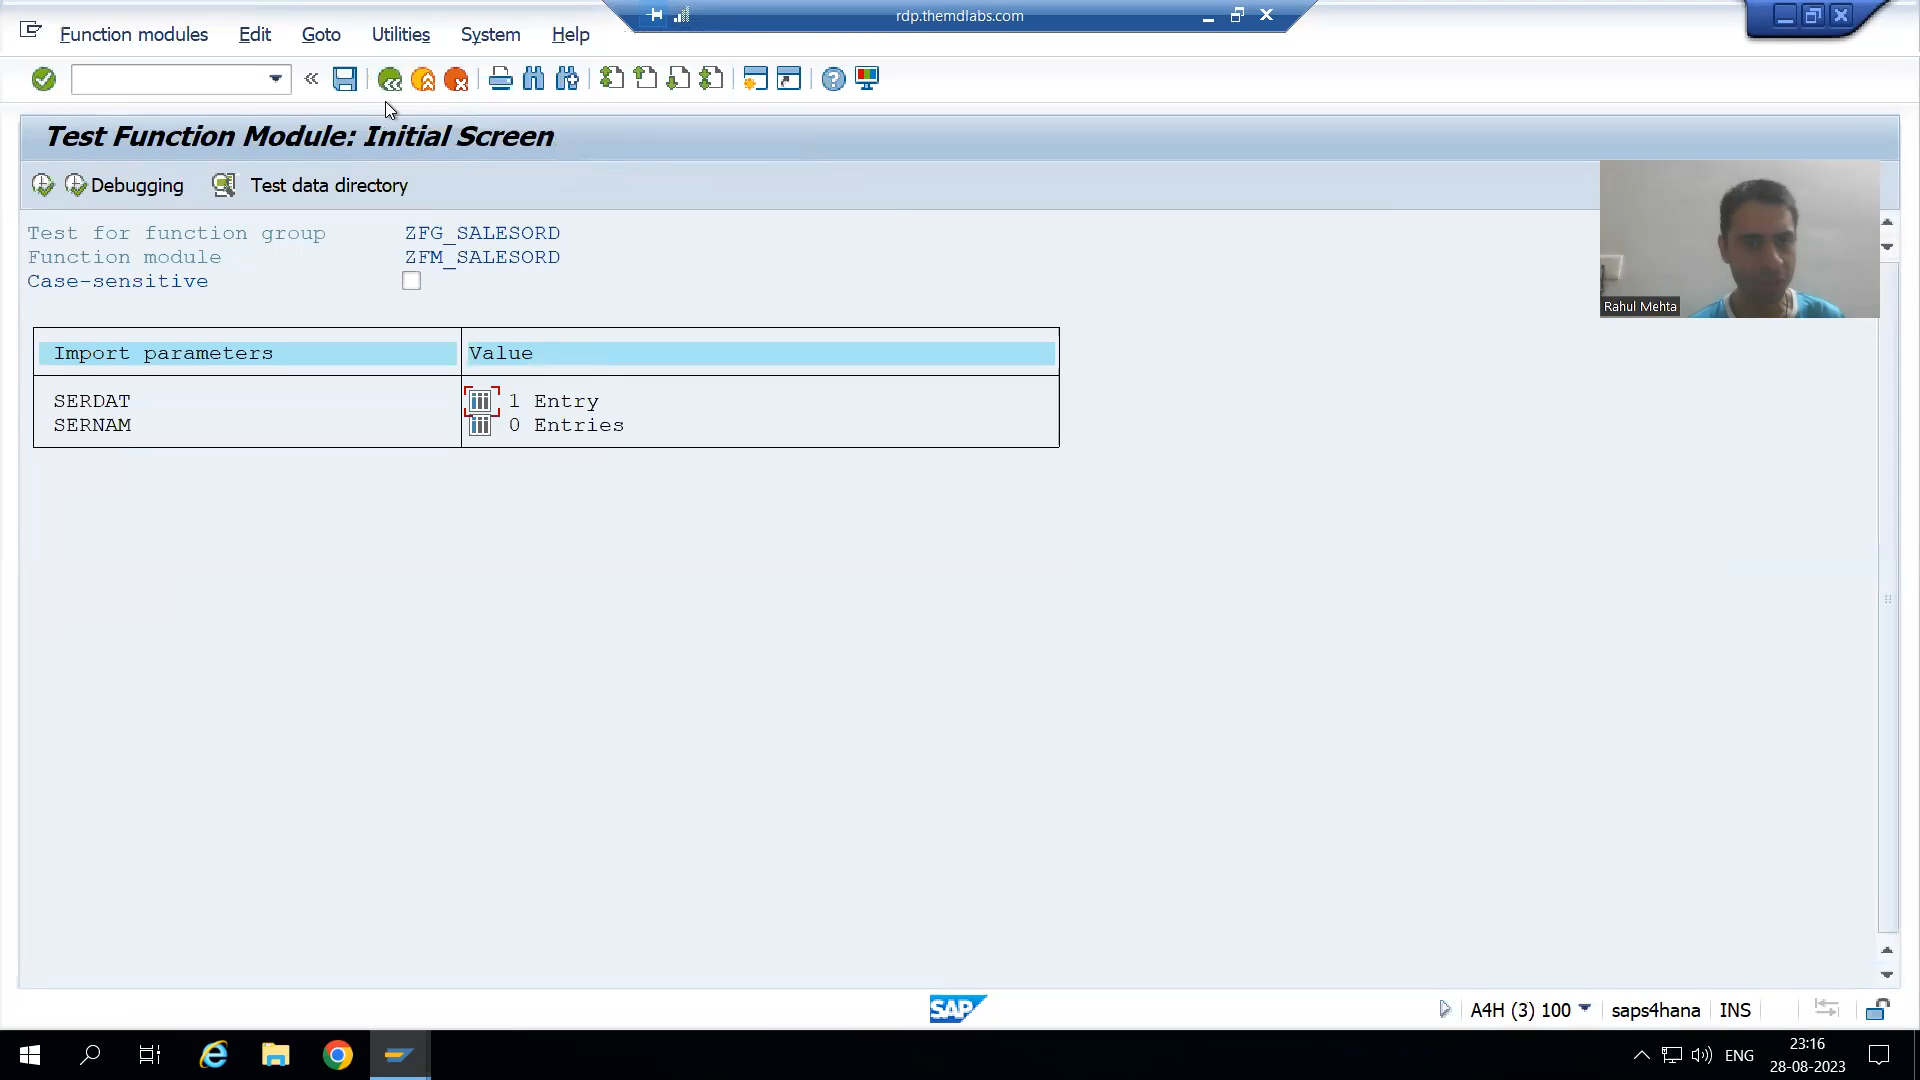 rdp.themdlabs.com
Function modules Edit Goto Utilities System Help
Test Function Module: Initial Screen
Debugging Test data directory
Test for function group ZFG_SALESORD
Function module ZFM_SALESORD
Case-sensitive
Rahul Mehta
Import parameters Value
SERDAT 1 Entry
SERNAM 0 Entries
SAP
A4H (3) 100 saps4hana INS
ENG
23:16
28-08-2023